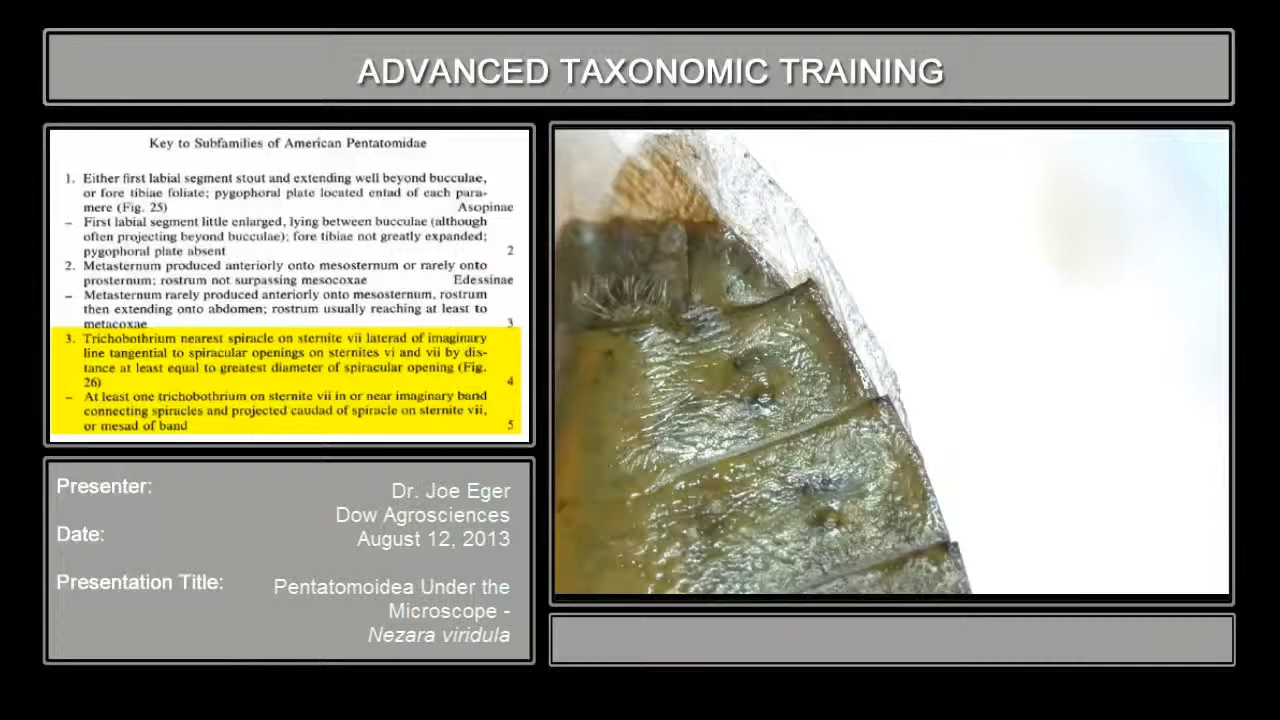 ADVANCED TAXONOMIC TRAINING
Key to Subfamilies of American Pentatomidae
1. Either first labial segment stout and extending well beyond bucculae,
or fore tibiae foliate; pygophoral plate located entad of each para-
mere (Fig. 25) Asopinae
– First labial segment little enlarged, lying between bucculae (although
often projecting beyond bucculae); fore tibiae not greatly expanded;
pygophoral plate absent 2
2. Metasternum produced anteriorly onto mesosternum or rarely onto
prosternum; rostrum not surpassing mesocoxae Edessinae
– Metasternum rarely produced anteriorly onto mesosternum, rostrum
then extending onto abdomen; rostrum usually reaching at least to
metacoxae 3
3. Trichobothrium nearest spiracle on sternite vii laterad of imaginary
line tangential to spiracular openings on sternites vi and vii by dis-
tance at least equal to greatest diameter of spiracular opening (Fig.
26) 4
– At least one trichobothrium on sternite vii in or near imaginary band
connecting spiracles and projected caudad of spiracle on sternite vii,
or mesad of band 5
Presenter: Dr. Joe Eger
Dow Agrosciences
Date: August 12, 2013
Presentation Title: Pentatomoidea Under the
Microscope -
Nezara viridula